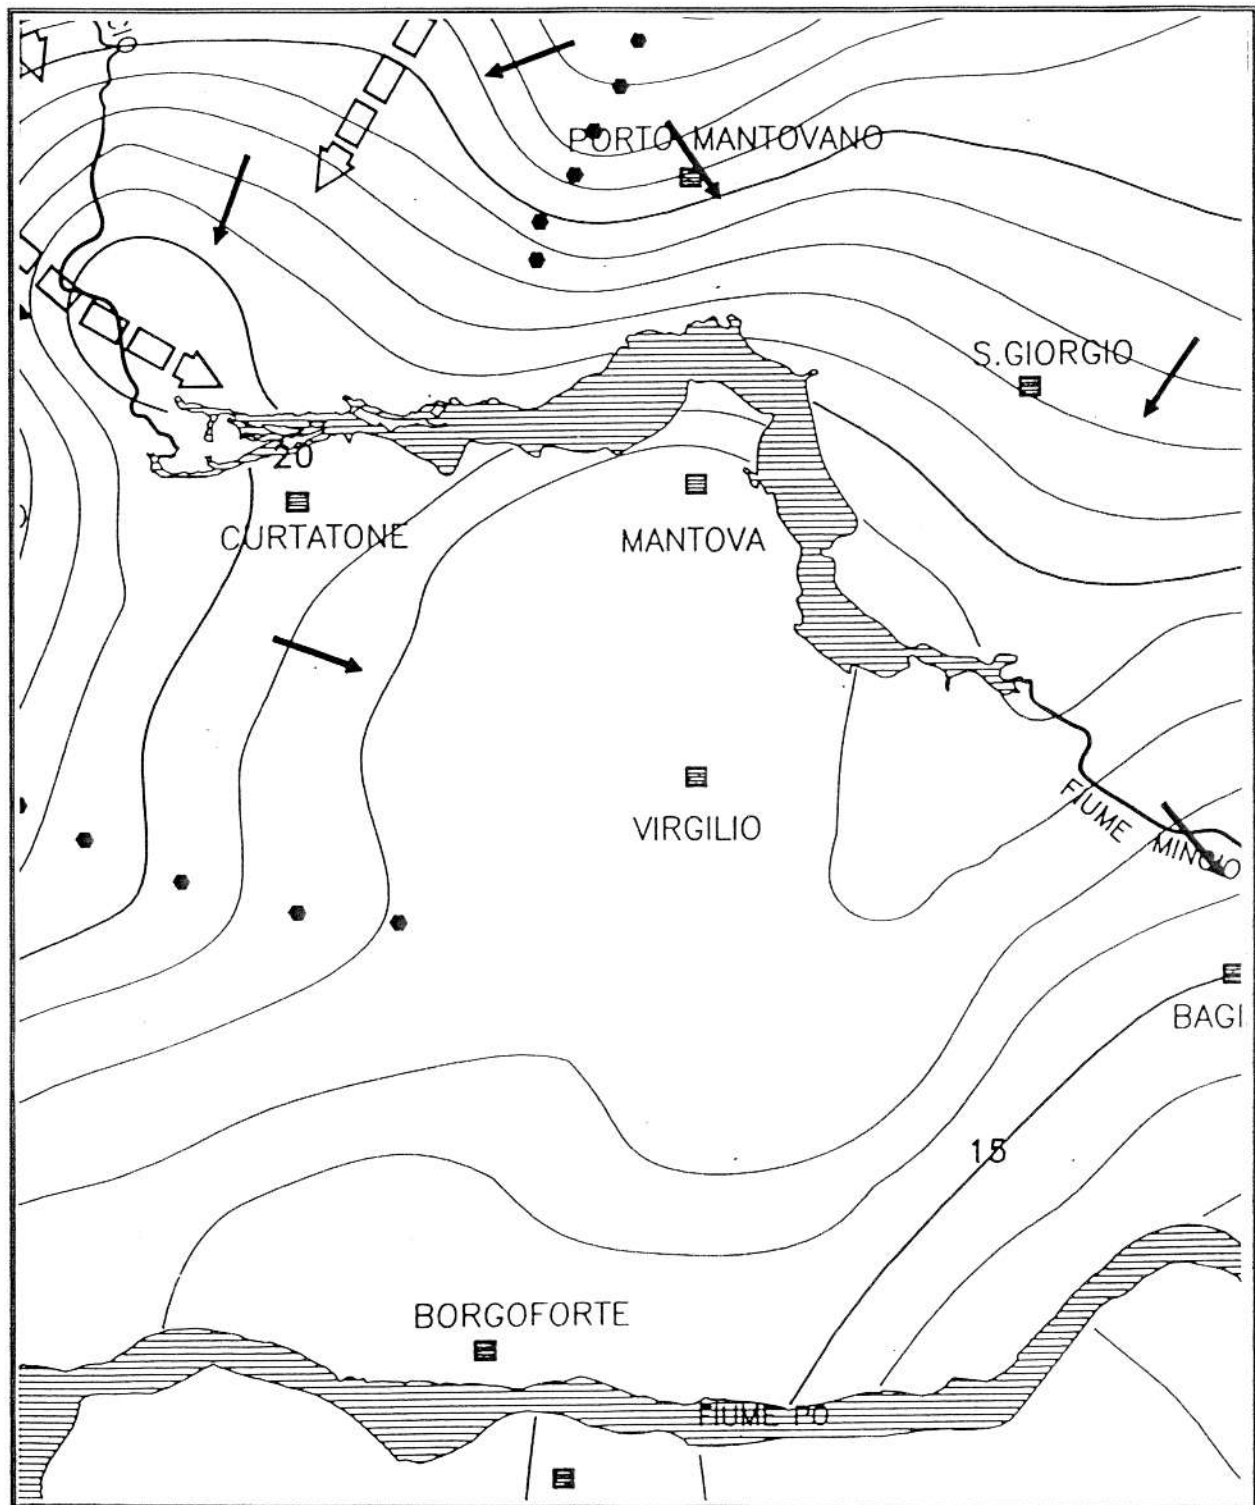 PORTO MANTOVANO
S.GIORGIO
20
CURTATONE
MANTOVA
VIRGILIO
FIUME MINCIO
BAGI
15
BORGOFORTE
FIUME PO